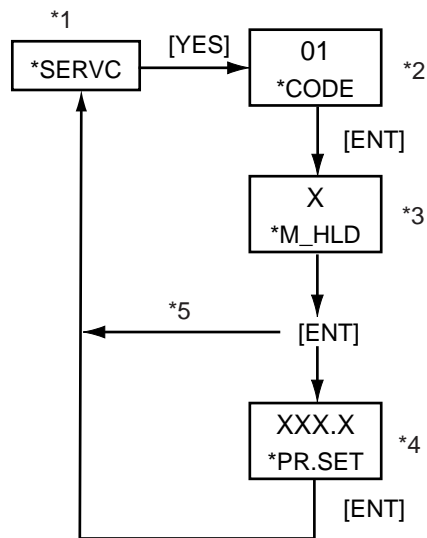 *1
*SERVC
[YES]
01
*CODE
*2
[ENT]
X
*M_HLD
*3
*5
[ENT]
XXX.X
*PR.SET
*4
[ENT]